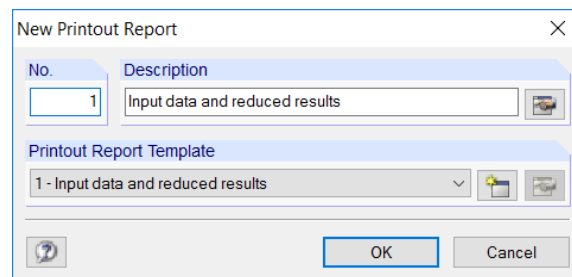 New Printout Report
No. Description
1 Input data and reduced results
Printout Report Template
1 - Input data and reduced results
OK Cancel